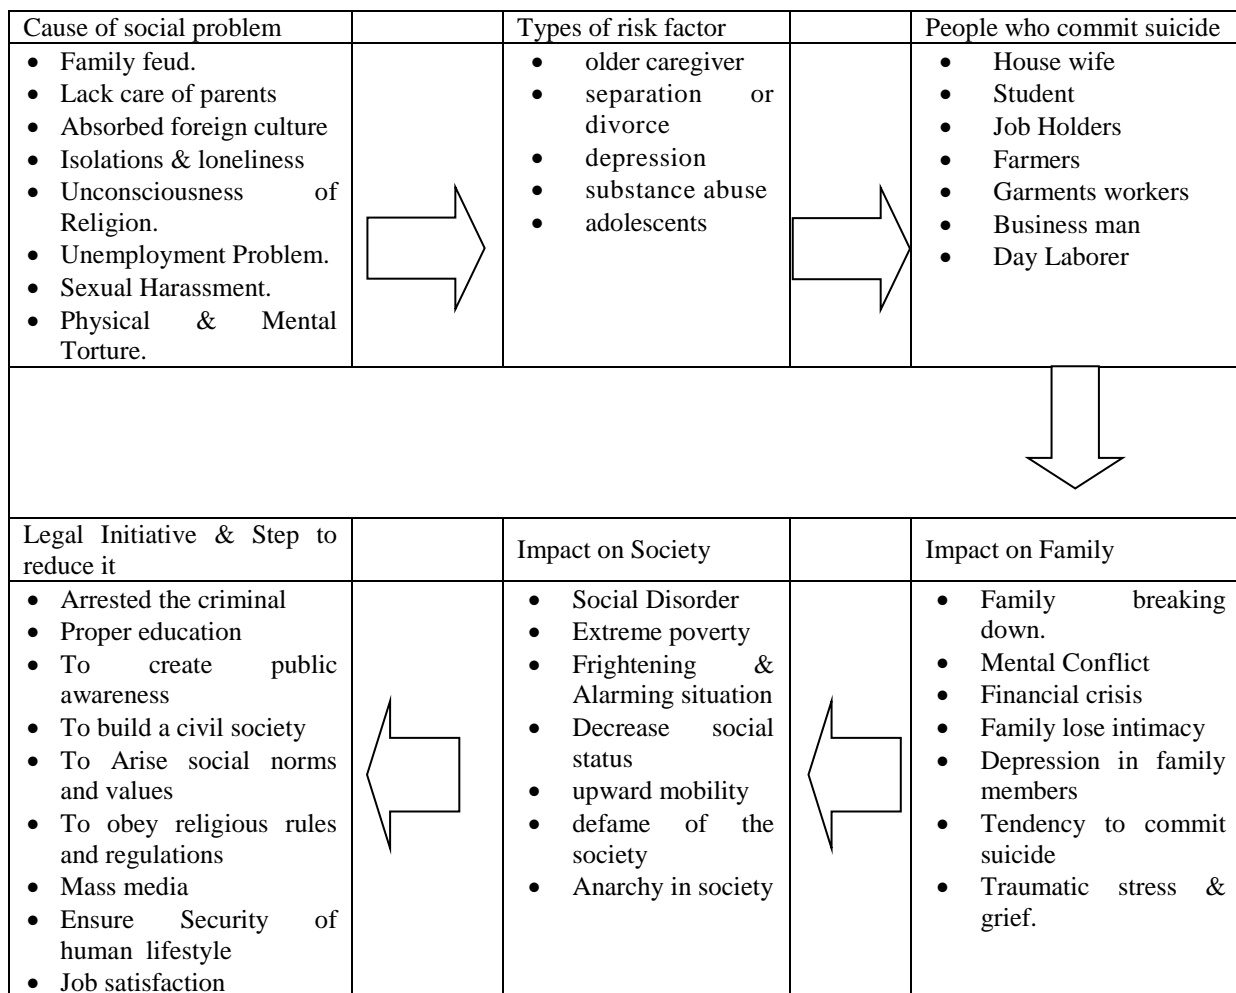 Cause of social problem
• Family feud.
• Lack care of parents
• Absorbed foreign culture
• Isolations & loneliness
• Unconsciousness of
Religion.
• Unemployment Problem.
• Sexual Harassment.
• Physical & Mental
Torture.
Types of risk factor
• older caregiver
• separation or
divorce
• depression
• substance abuse
• adolescents
People who commit suicide
• House wife
• Student
• Job Holders
• Farmers
• Garments workers
• Business man
• Day Laborer
Legal Initiative & Step to
reduce it
• Arrested the criminal
• Proper education
• To create public
awareness
• To build a civil society
• To Arise social norms
and values
• To obey religious rules
and regulations
• Mass media
• Ensure Security of
human lifestyle
• Job satisfaction
Impact on Society
• Social Disorder
• Extreme poverty
• Frightening &
Alarming situation
• Decrease social
status
• upward mobility
• defame of the
society
• Anarchy in society
Impact on Family
• Family breaking
down.
• Mental Conflict
• Financial crisis
• Family lose intimacy
• Depression in family
members
• Tendency to commit
suicide
• Traumatic stress &
grief.